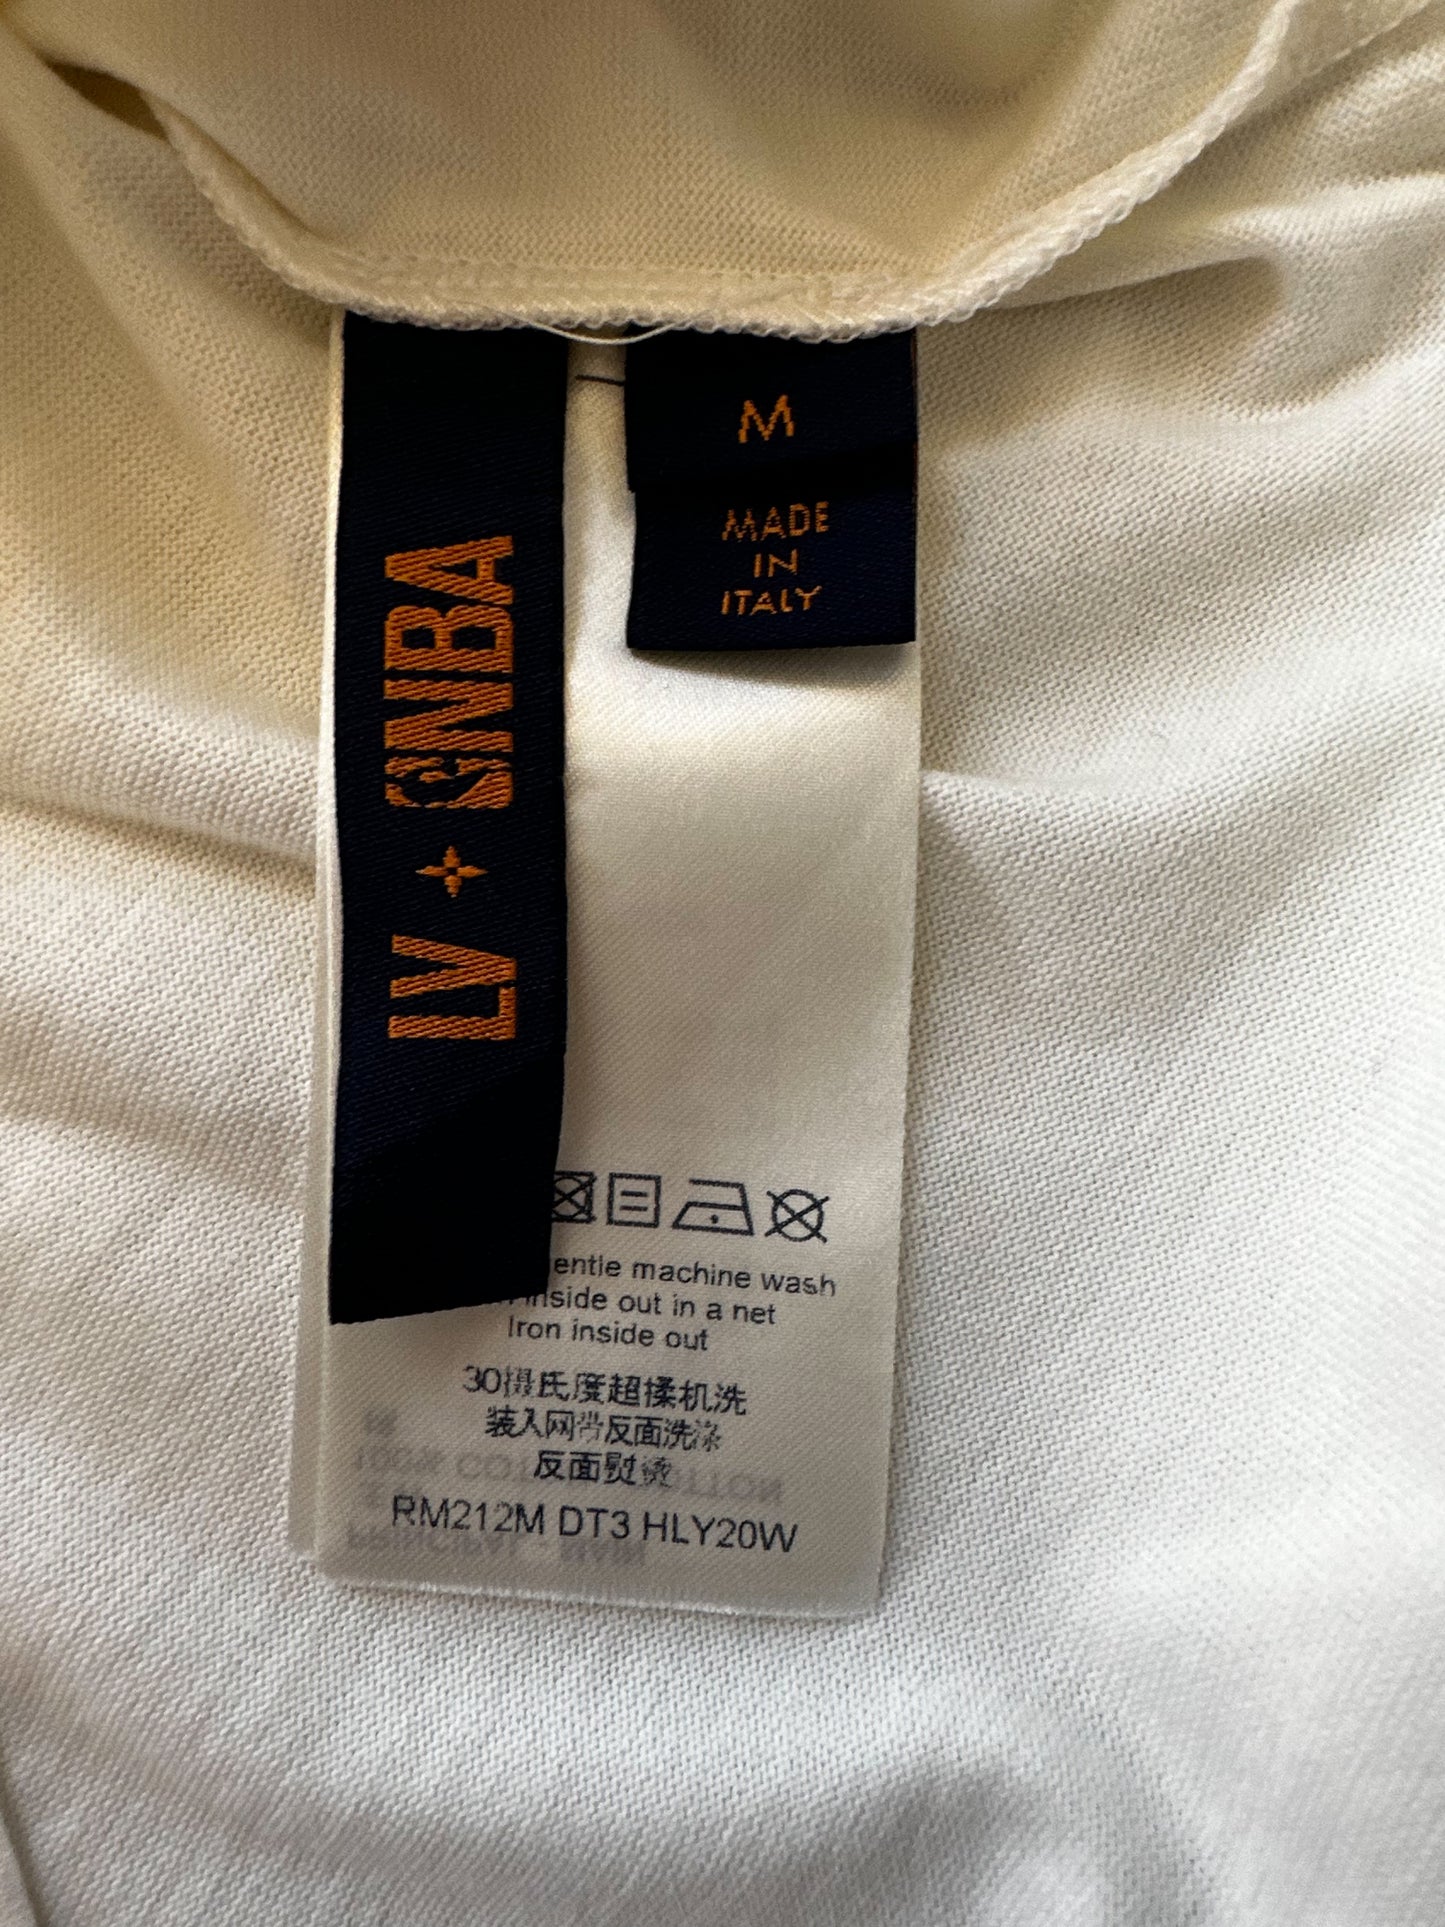 LV + NBA
M
MADE
IN
ITALY
entle machine wash
inside out in a net
Iron inside out
30摄氏度超揉机洗
装入网带反面洗涤
反面熨烫
RM212M DT3 HLY20W